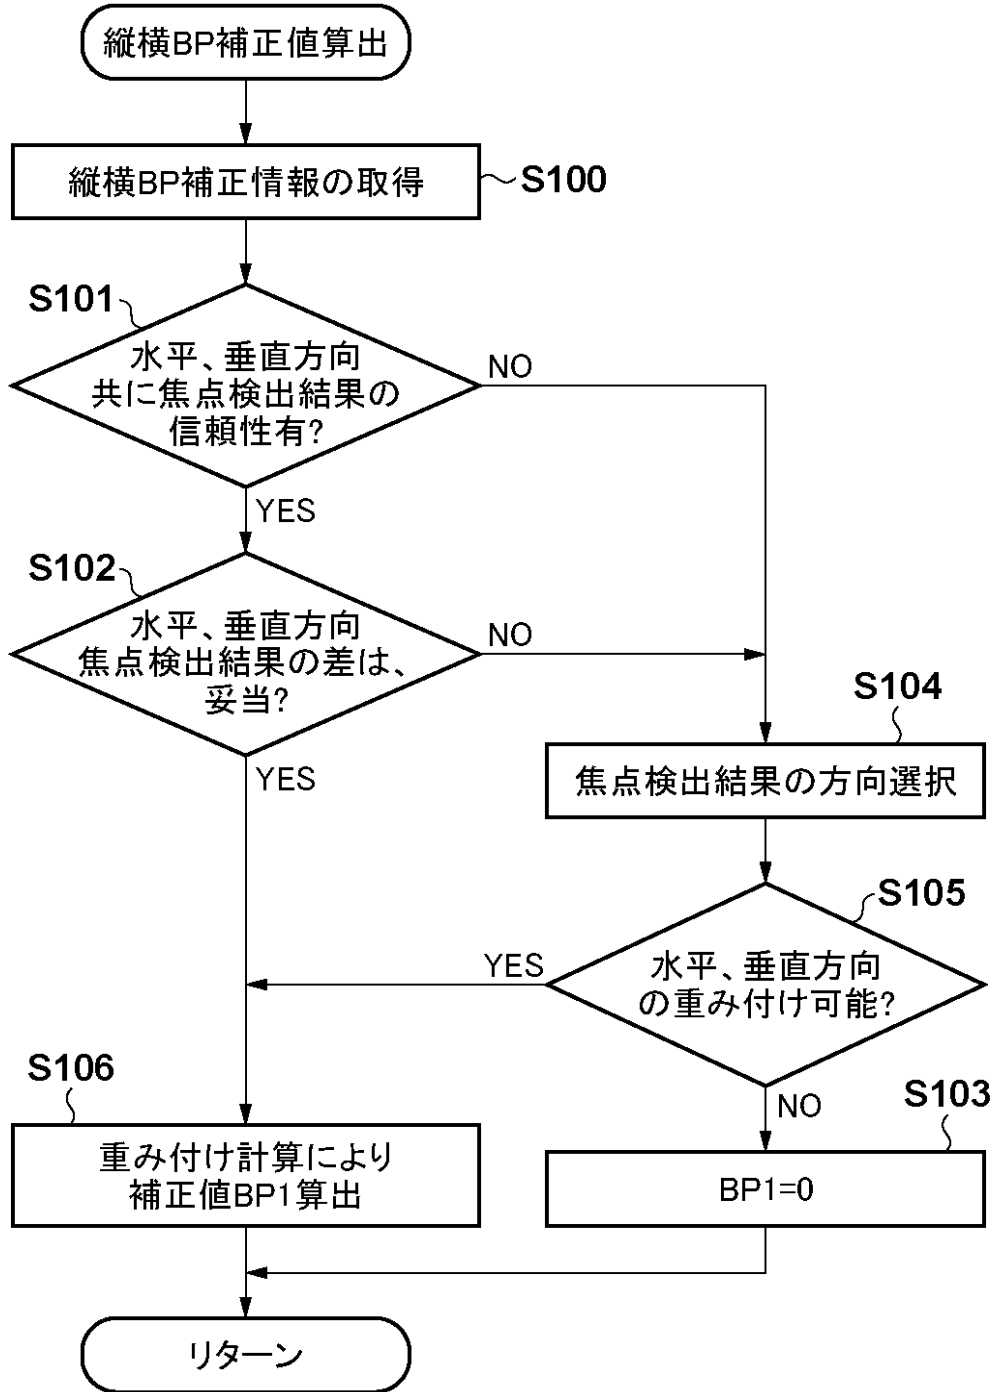 縦横BP補正値算出
縦横BP補正情報の取得
S100
S101
水平、垂直方向
共に焦点検出結果の
信頼性有?
NO
YES
S102
水平、垂直方向
焦点検出結果の差は、
妥当?
NO
YES
S104
焦点検出結果の方向選択
S105
水平、垂直方向
の重み付け可能?
YES
NO
S106
重み付け計算により
補正値BP1算出
S103
BP1=0
リターン